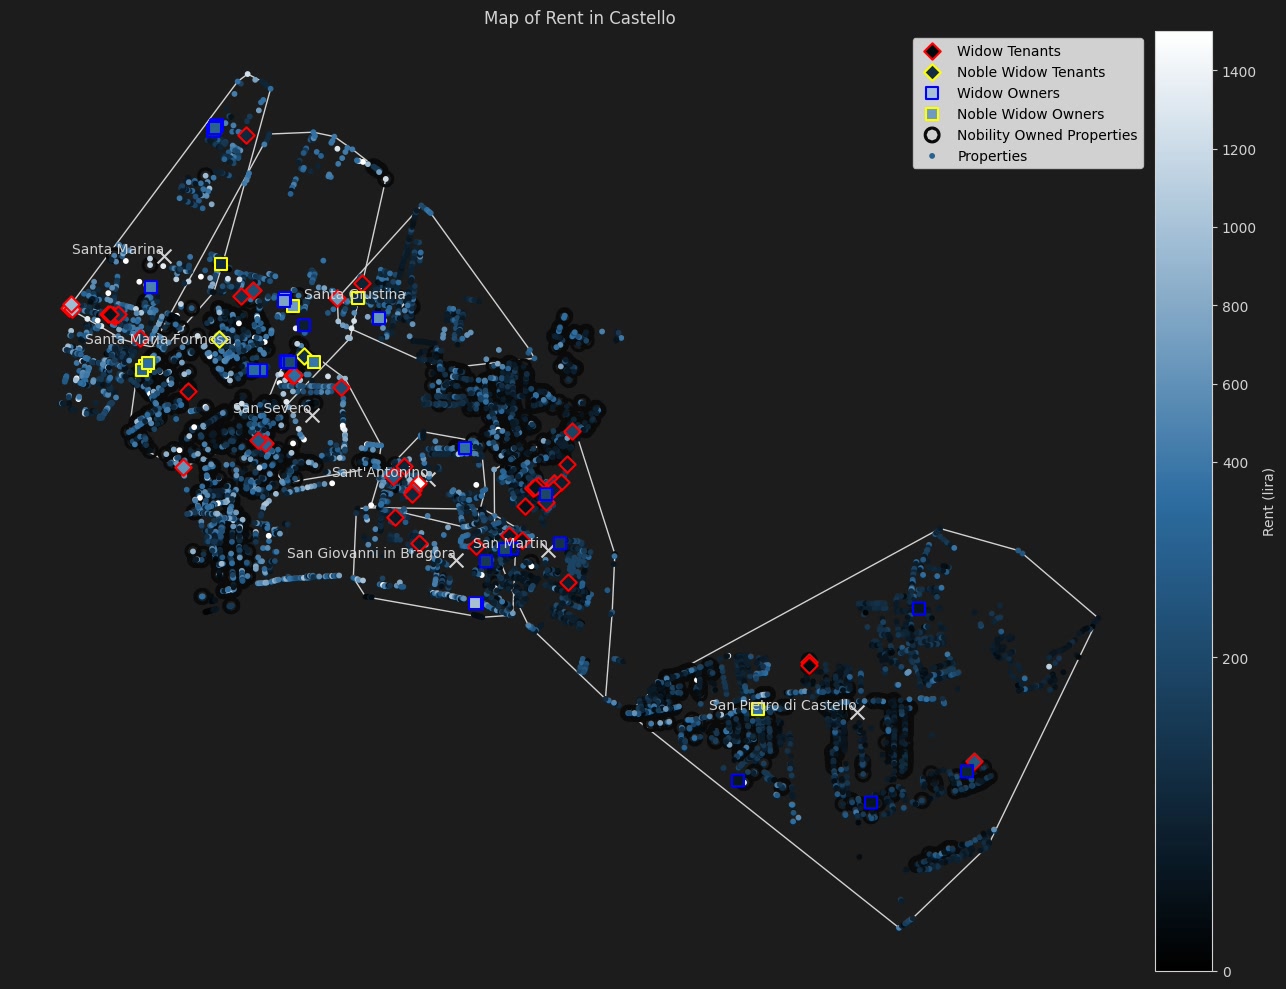 Map of Rent in Castello
Widow Tenants
Noble Widow Tenants
Widow Owners
Noble Widow Owners
Nobility Owned Properties
Properties
1400
1200
1000
800
600
400
200
0
Rent (lira)
Santa Marina
Santa Giustina
Santa Maria Formosa
San Severo
Sant'Antonino
San Martin
San Giovanni in Bragora
San Pietro di Castello